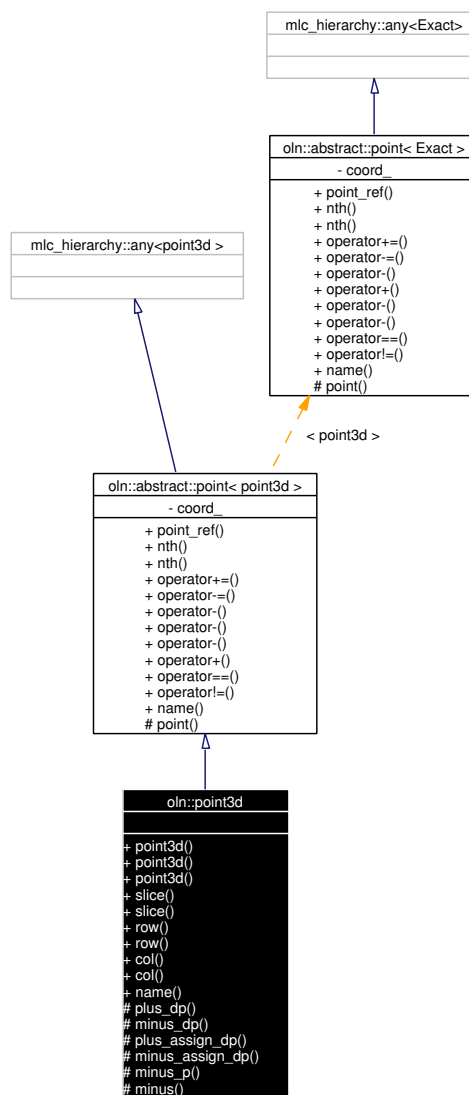 mlc_hierarchy::any<Exact>
oln::abstract::point< Exact >
- coord_
+ point_ref()
+ nth()
+ nth()
+ operator+=()
+ operator-=()
+ operator-()
+ operator+()
+ operator-()
+ operator-()
+ operator==()
+ operator!=()
+ name()
# point()
mlc_hierarchy::any<point3d >
< point3d >
oln::abstract::point< point3d >
- coord_
+ point_ref()
+ nth()
+ nth()
+ operator+=()
+ operator-=()
+ operator-()
+ operator-()
+ operator-()
+ operator+()
+ operator==()
+ operator!=()
+ name()
# point()
oln::point3d
+ point3d()
+ point3d()
+ point3d()
+ slice()
+ slice()
+ row()
+ row()
+ col()
+ col()
+ name()
# plus_dp()
# minus_dp()
# plus_assign_dp()
# minus_assign_dp()
# minus_p()
# minus()